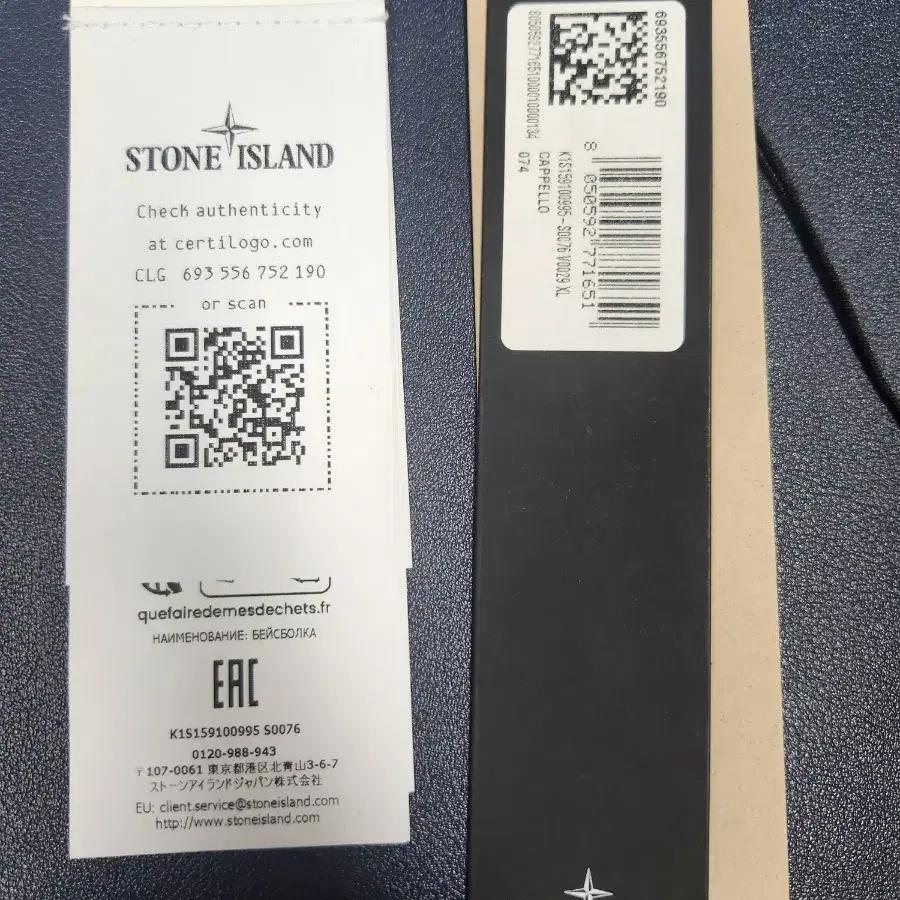 STONE ISLAND
Check authenticity
at certilogo.com
CLG 693 556 752 190
or scan
quefairedemesdechets.fr
НАИМЕНОВАНИЕ: БЕЙСБОЛКА
EAC
K1S159100995 S0076
0120-988-943
〒107-0061 東京都港区北青山3-6-7
ストーンアイランドジャパン株式会社
EU: client.service@stoneisland.com
http://www.stoneisland.com
693556752190
8 050592 771651
K1S159100995-S0076 V0029 XL
CAPPELLO
074